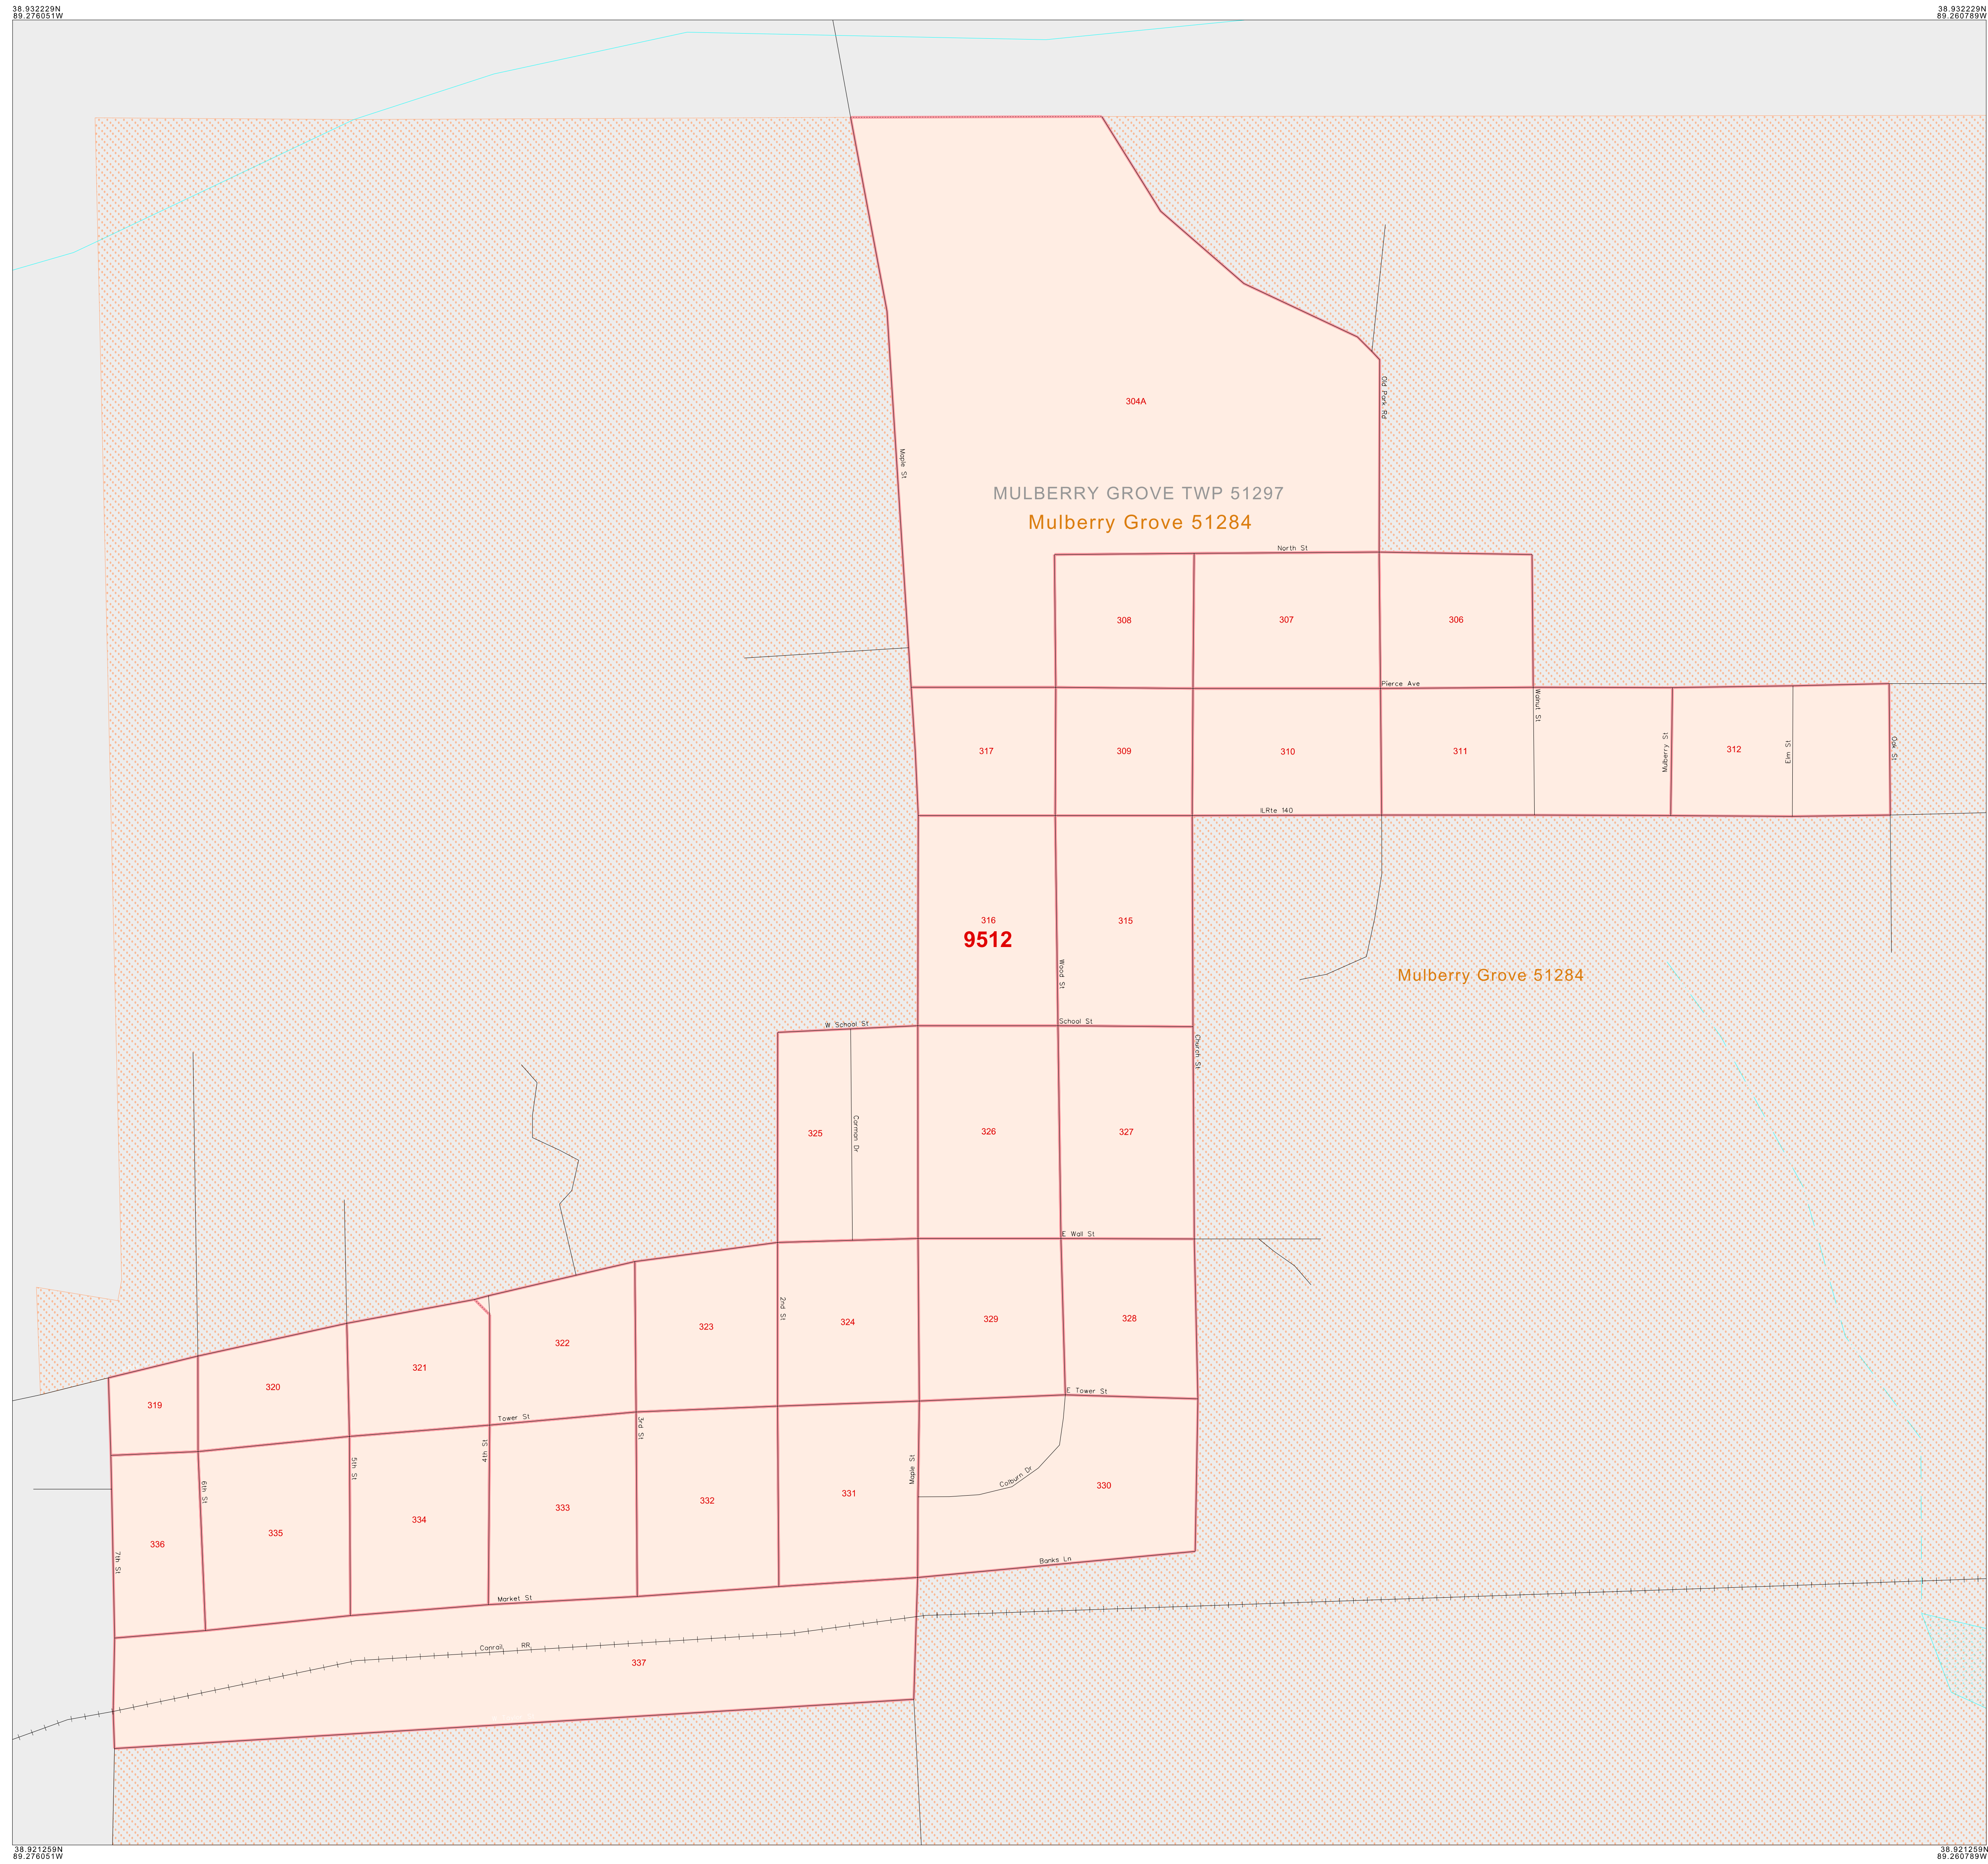 38.932229N
89.276051W
38.932229N
89.260789W
304A
Old Park Rd
Maple St
MULBERRY GROVE TWP 51297
Mulberry Grove 51284
North St
308
307
306
Pierce Ave
Walnut St
317
309
310
311
Mulberry St
312
Elm St
Oak St
ILRte 140
316
315
9512
Wood St
Mulberry Grove 51284
W. School St
School St
Church St
325
Carman Dr
326
327
E Wall St
2nd St
324
329
328
323
322
321
320
319
E Tower St
Tower St
3rd St
4th St
5th St
6th St
Maple St
Colburn Dr
330
331
332
333
334
335
336
7th St
Banks Ln
Market St
Conrail RR
337
38.921259N
89.276051W
38.921259N
89.260789W